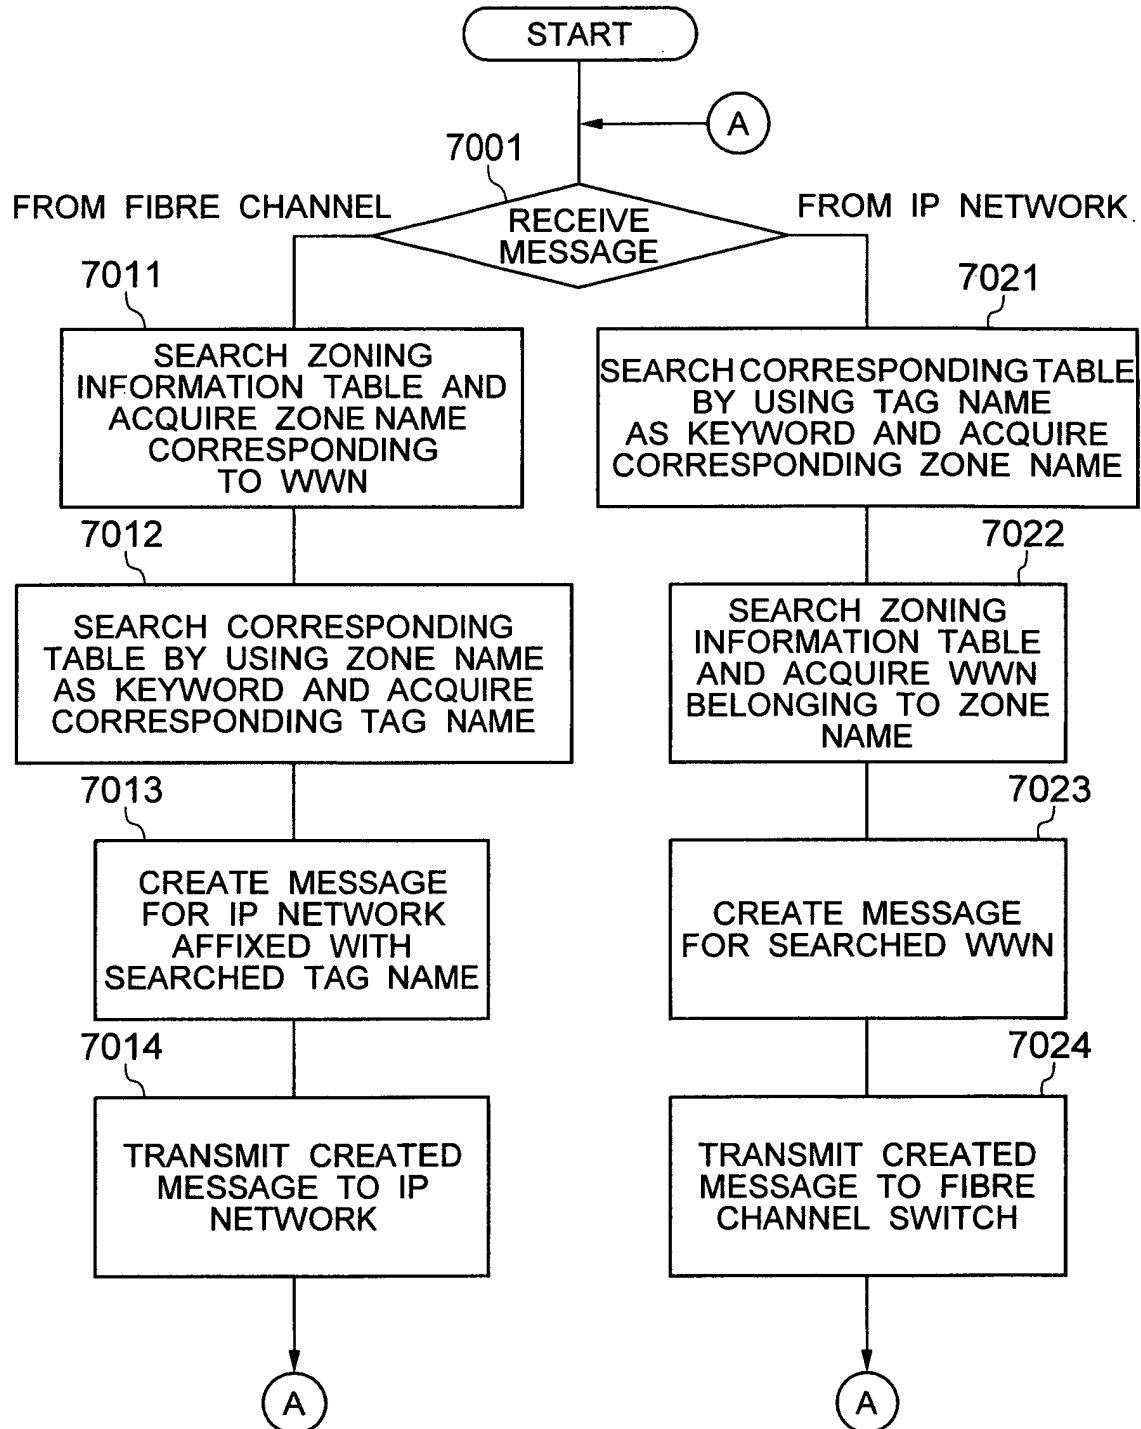 START
A
7001
FROM FIBRE CHANNEL
RECEIVE
MESSAGE
FROM IP NETWORK
7011
SEARCH ZONING
INFORMATION TABLE AND
ACQUIRE ZONE NAME
CORRESPONDING
TO WWN
7012
SEARCH CORRESPONDING
TABLE BY USING ZONE NAME
AS KEYWORD AND ACQUIRE
CORRESPONDING TAG NAME
7013
CREATE MESSAGE
FOR IP NETWORK
AFFIXED WITH
SEARCHED TAG NAME
7014
TRANSMIT CREATED
MESSAGE TO IP
NETWORK
A
7021
SEARCH CORRESPONDING TABLE
BY USING TAG NAME
AS KEYWORD AND ACQUIRE
CORRESPONDING ZONE NAME
7022
SEARCH ZONING
INFORMATION TABLE
AND ACQUIRE WWN
BELONGING TO ZONE
NAME
7023
CREATE MESSAGE
FOR SEARCHED WWN
7024
TRANSMIT CREATED
MESSAGE TO FIBRE
CHANNEL SWITCH
A